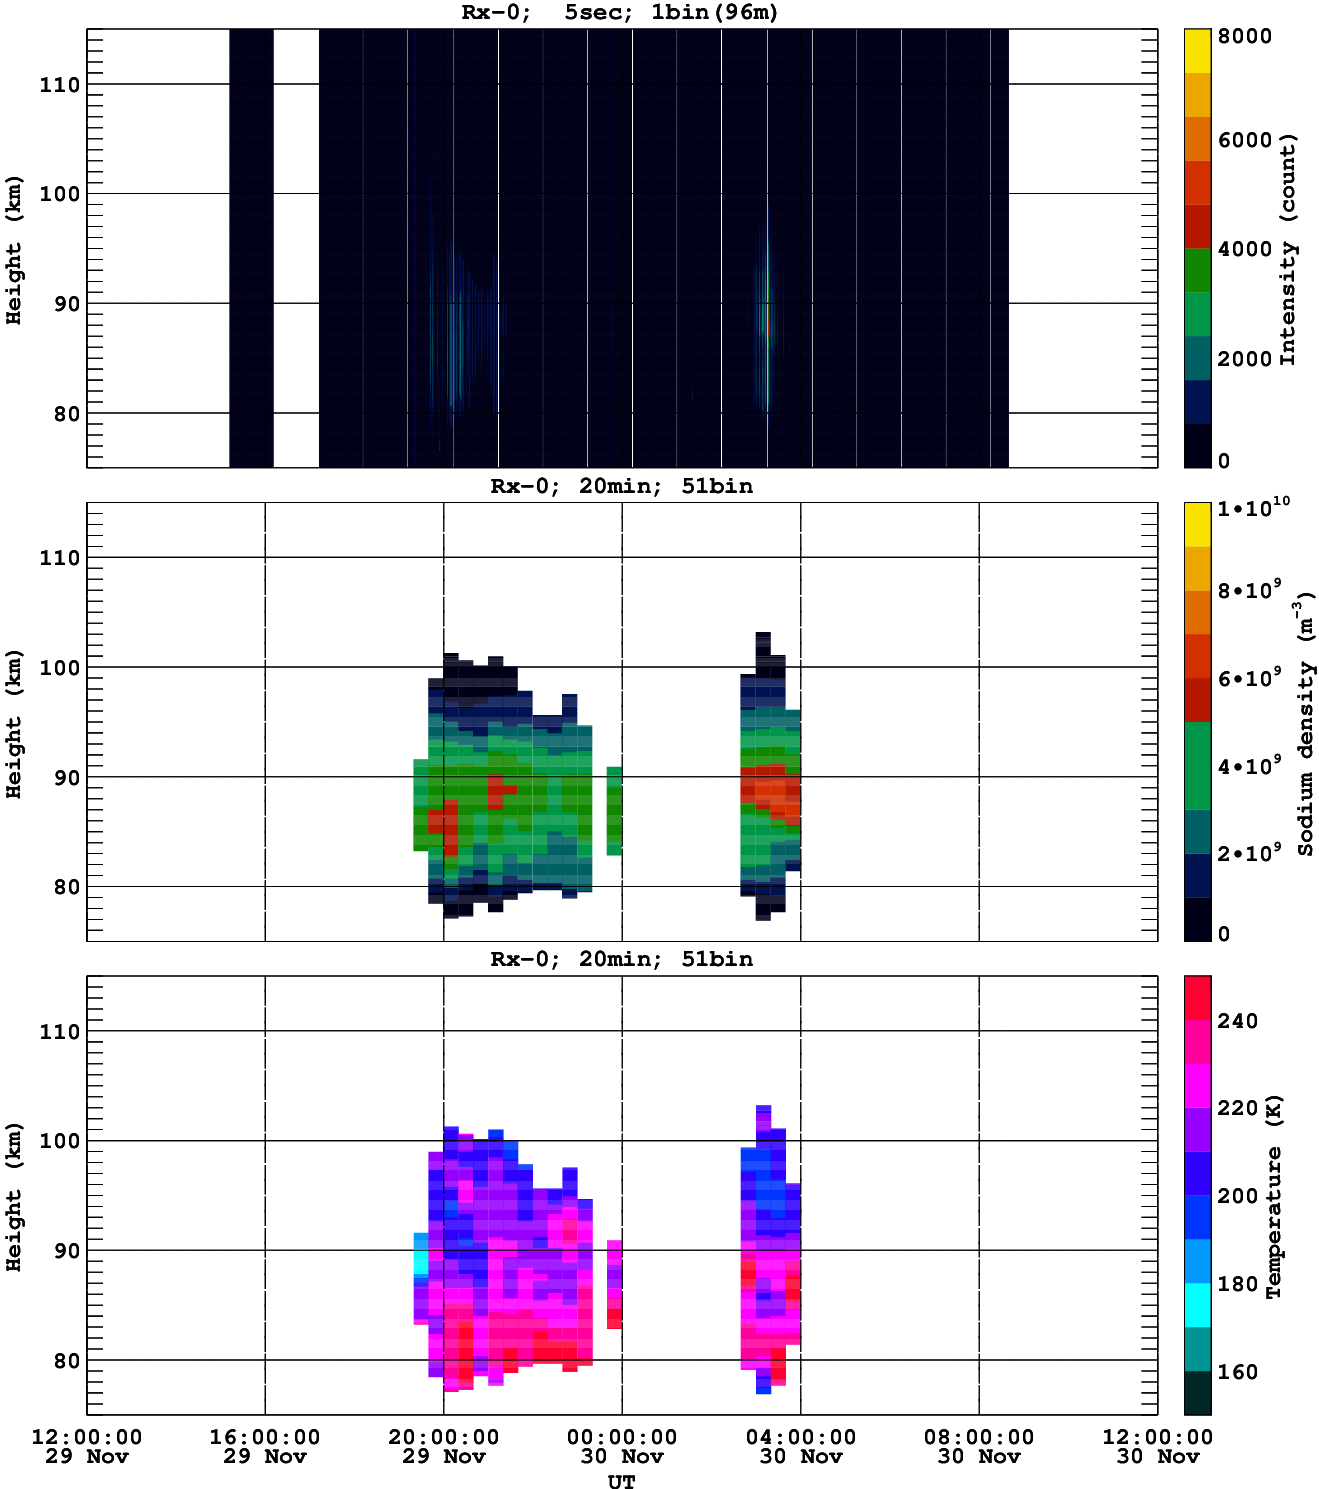 Rx-0;  5sec; 1bin(96m)
110
100
90
80
Height (km)
8000
6000
4000
2000
0
Intensity (count)
Rx-0; 20min; 51bin
110
100
90
80
Height (km)
1•10¹⁰
8•10⁹
6•10⁹
4•10⁹
2•10⁹
0
Sodium density (m⁻³)
Rx-0; 20min; 51bin
110
100
90
80
Height (km)
240
220
200
180
160
Temperature (K)
12:00:00 16:00:00 20:00:00 00:00:00 04:00:00 08:00:00 12:00:00
29 Nov 29 Nov 29 Nov 30 Nov 30 Nov 30 Nov 30 Nov
UT